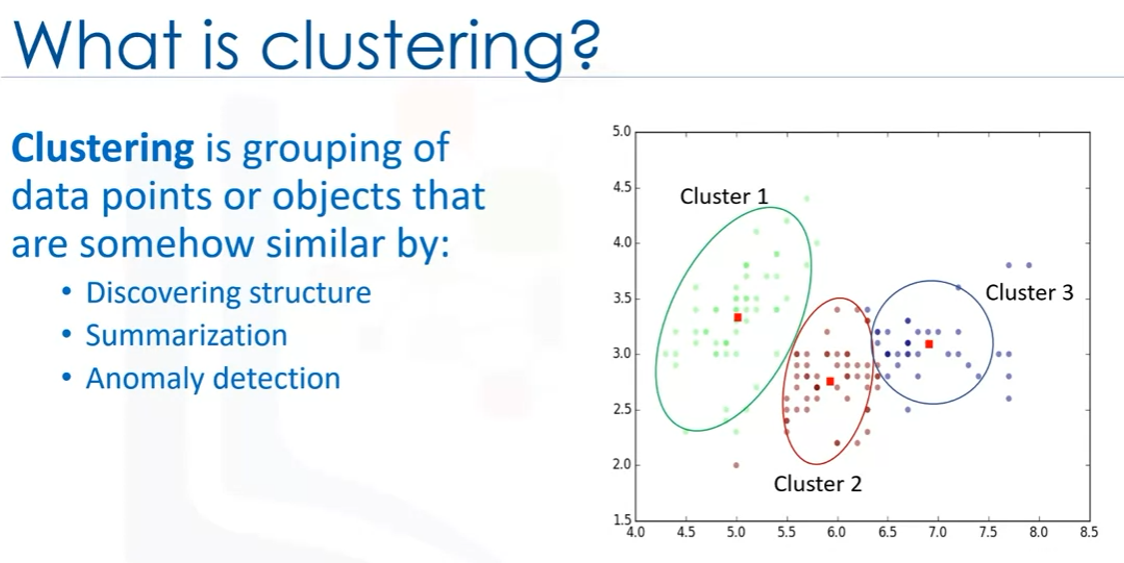 What is clustering?
Clustering is grouping of
data points or objects that
are somehow similar by:
• Discovering structure
• Summarization
• Anomaly detection
5.0
4.5
4.0
3.5
3.0
2.5
2.0
1.5
Cluster 1
Cluster 3
Cluster 2
4.0 4.5 5.0 5.5 6.0 6.5 7.0 7.5 8.0 8.5